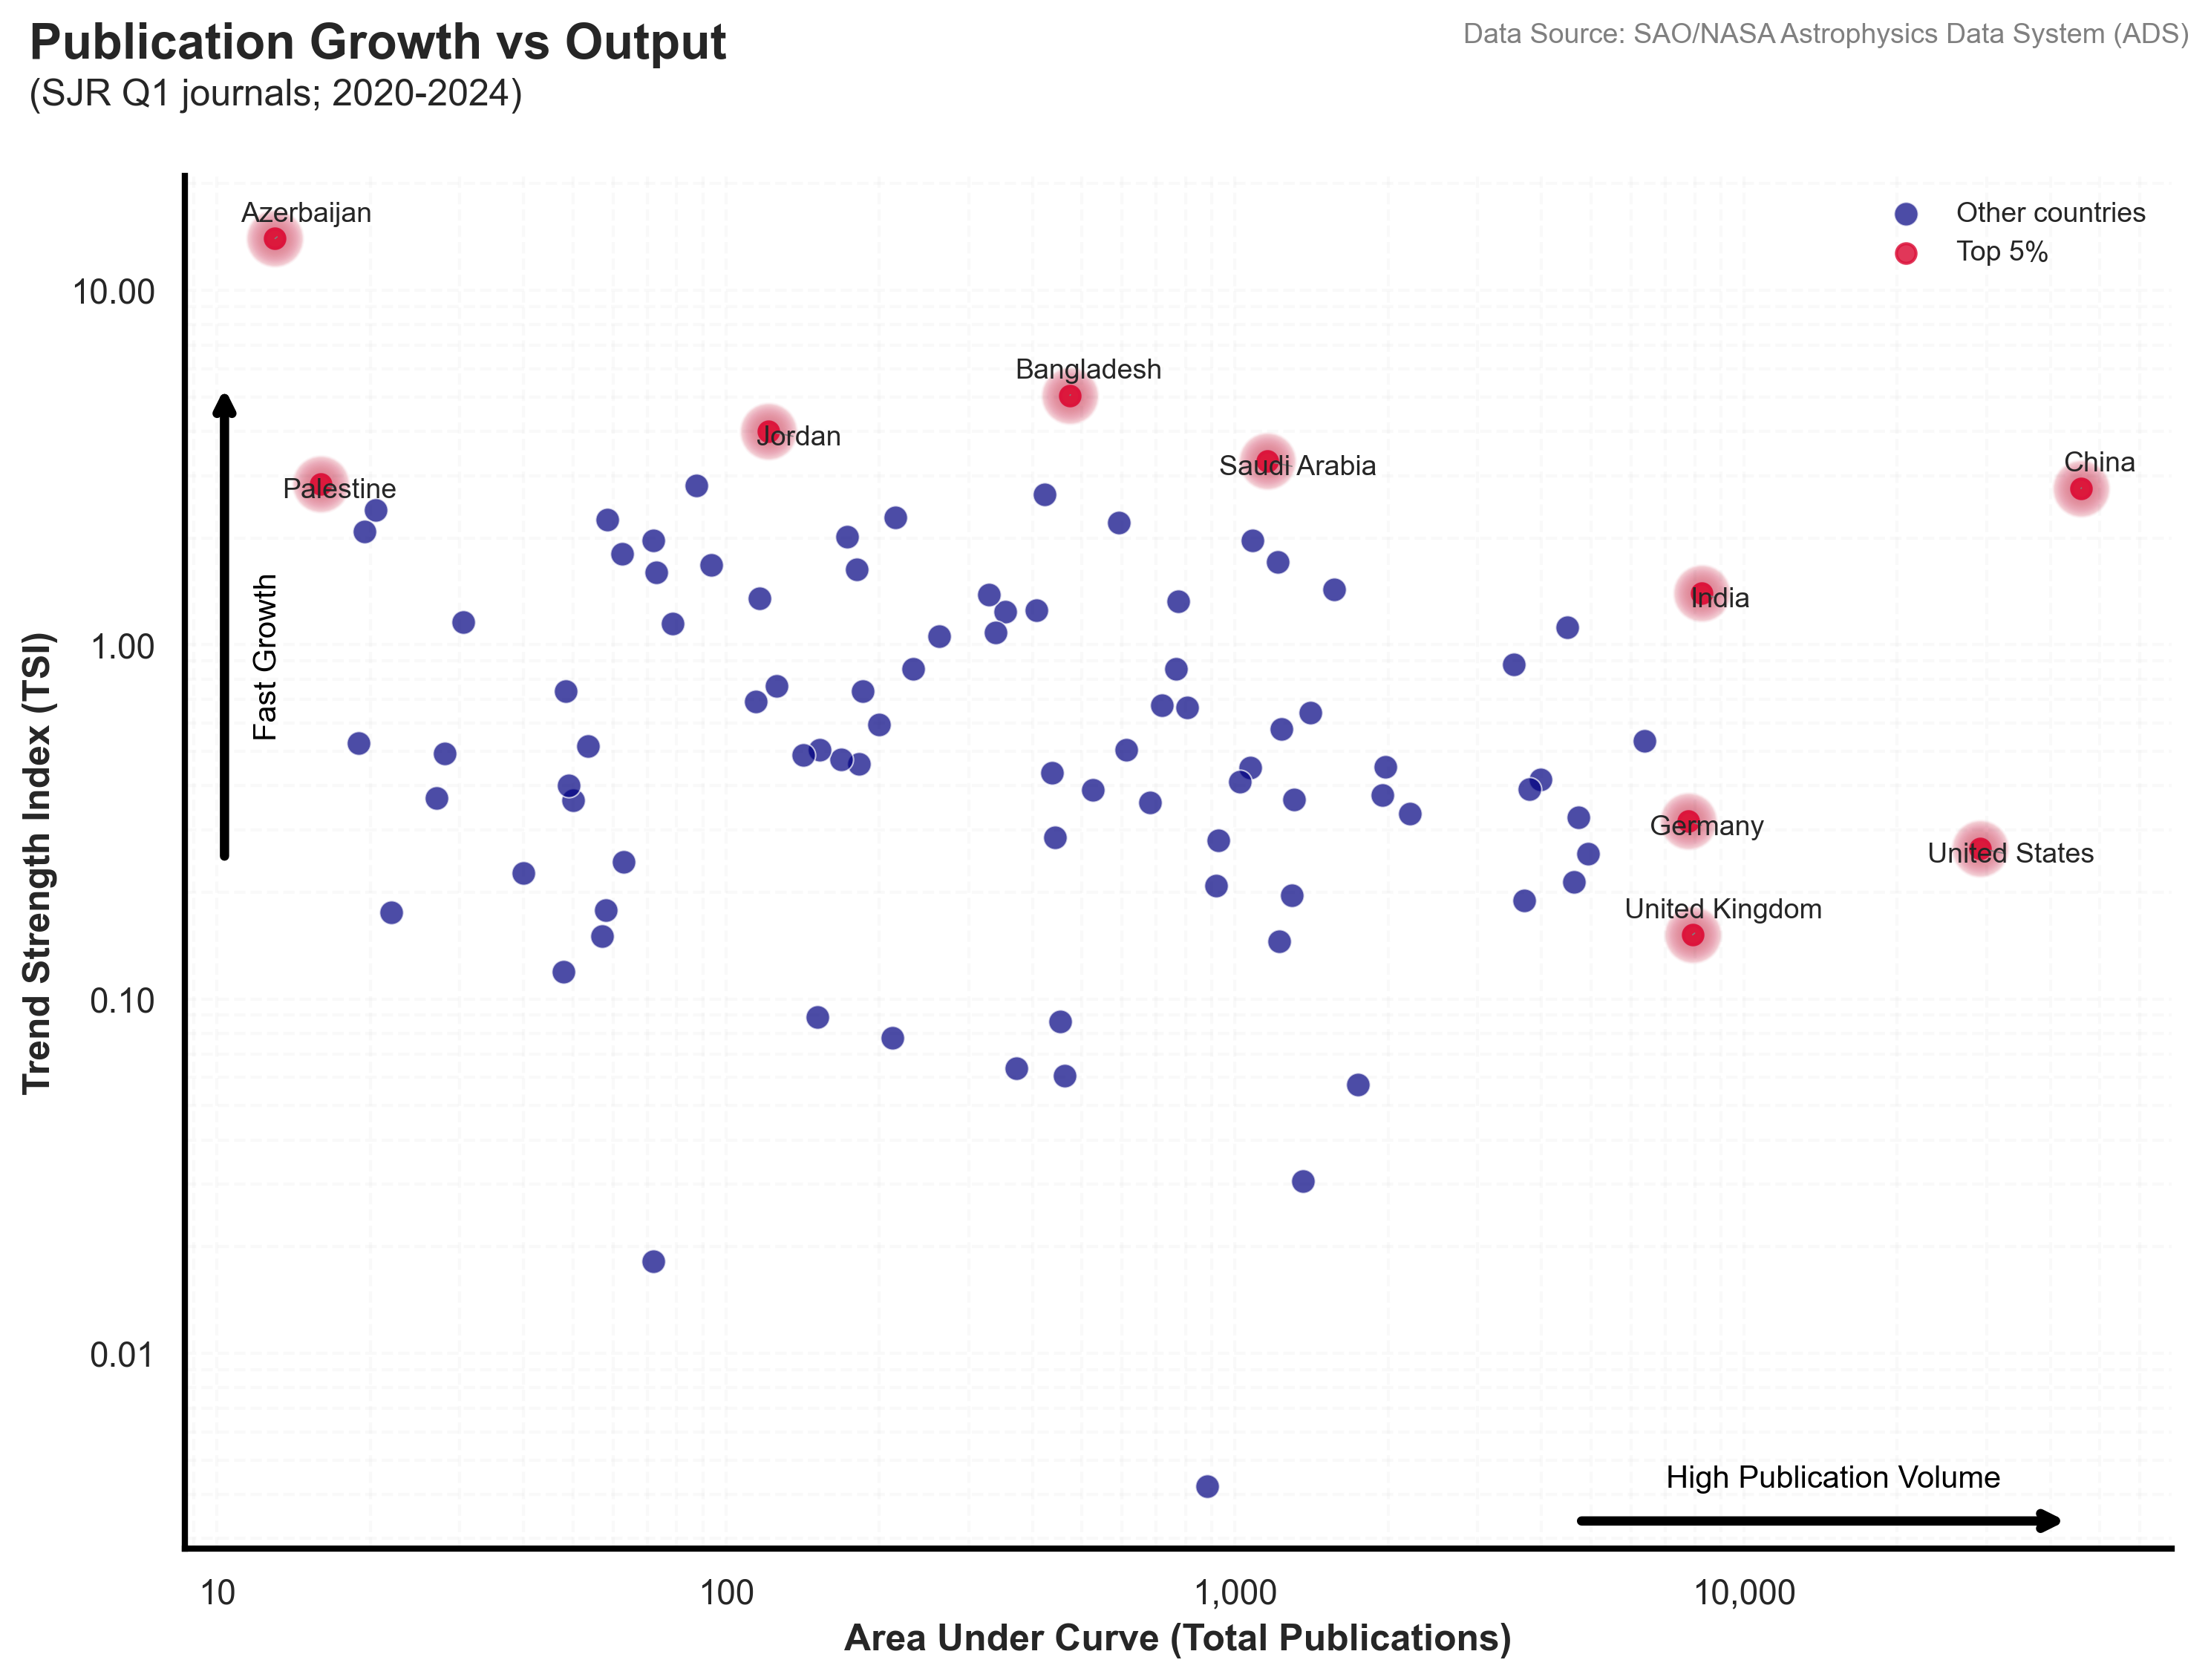 Publication Growth vs Output
Data Source: SAO/NASA Astrophysics Data System (ADS)
(SJR Q1 journals; 2020-2024)
Azerbaijan
Other countries
Top 5%
10.00
Bangladesh
Jordan
Saudi Arabia
China
Palestine
India
1.00
Fast Growth
Trend Strength Index (TSI)
Germany
United States
United Kingdom
0.10
0.01
High Publication Volume
10
100
1,000
10,000
Area Under Curve (Total Publications)